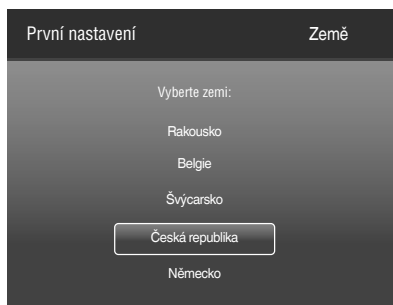 První nastavení Země
Vyberte zemi:
Rakousko
Belgie
Švýcarsko
Česká republika
Německo